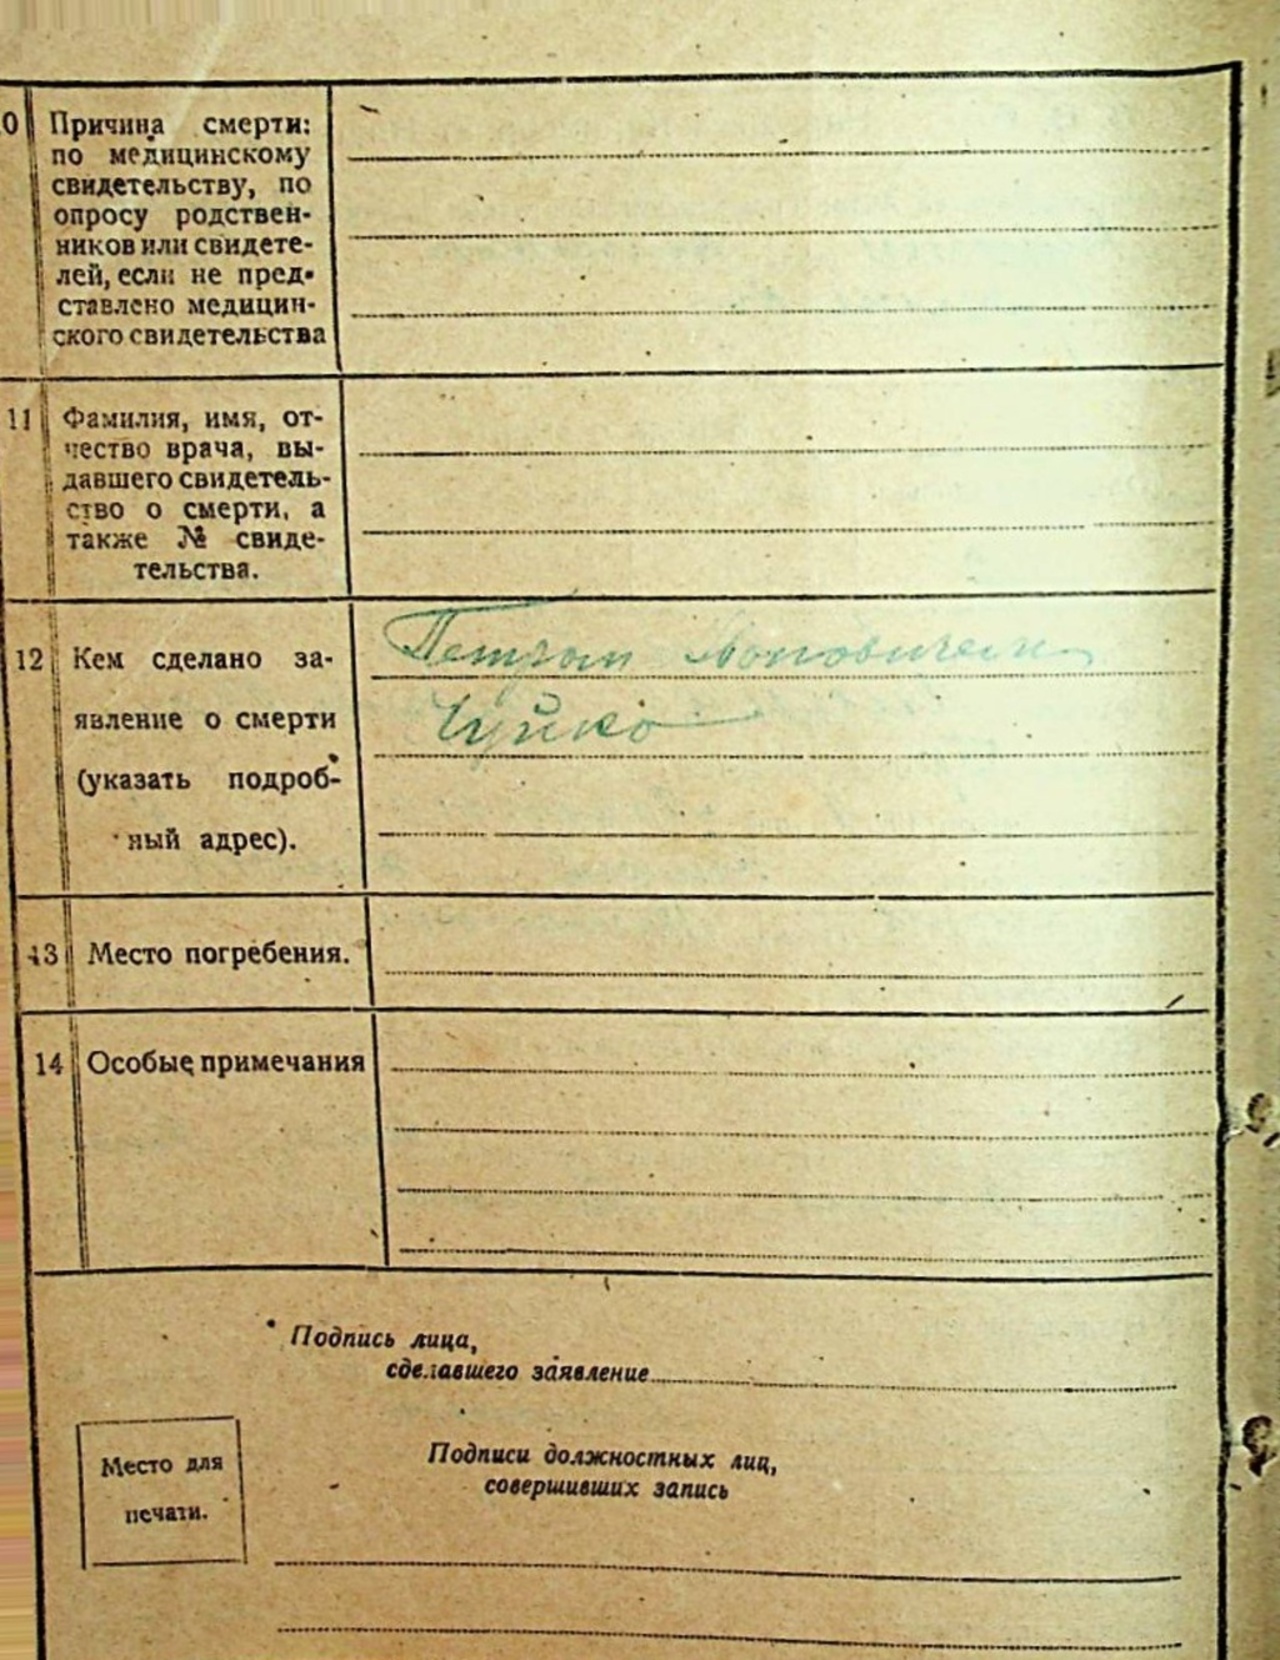 0 Причина смерти:
по медицинскому
свидетельству, по
опросу родствен-
ников или свидете-
лей, если не пред-
ставлено медицин-
ского свидетельства
11 Фамилия, имя, от-
чество врача, вы-
давшего свидетель-
ство о смерти, а
также № свиде-
тельства.
12 Кем сделано за-
явление о смерти
(указать подроб-
ный адрес).
Петром
Чуйко
13 Место погребения.
14 Особые примечания
Подпись лица,
сделавшего заявление
Место для
печати.
Подписи должностных лиц,
совершивших запись